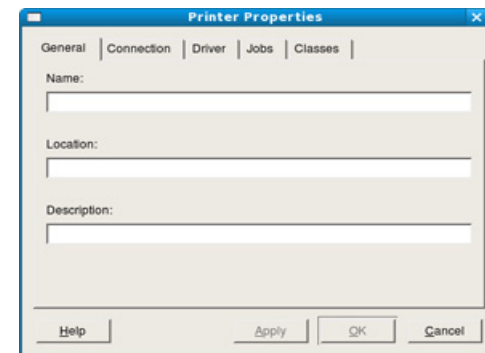 Printer Properties
General Connection Driver Jobs Classes
Name:
Location:
Description:
Help Apply OK Cancel